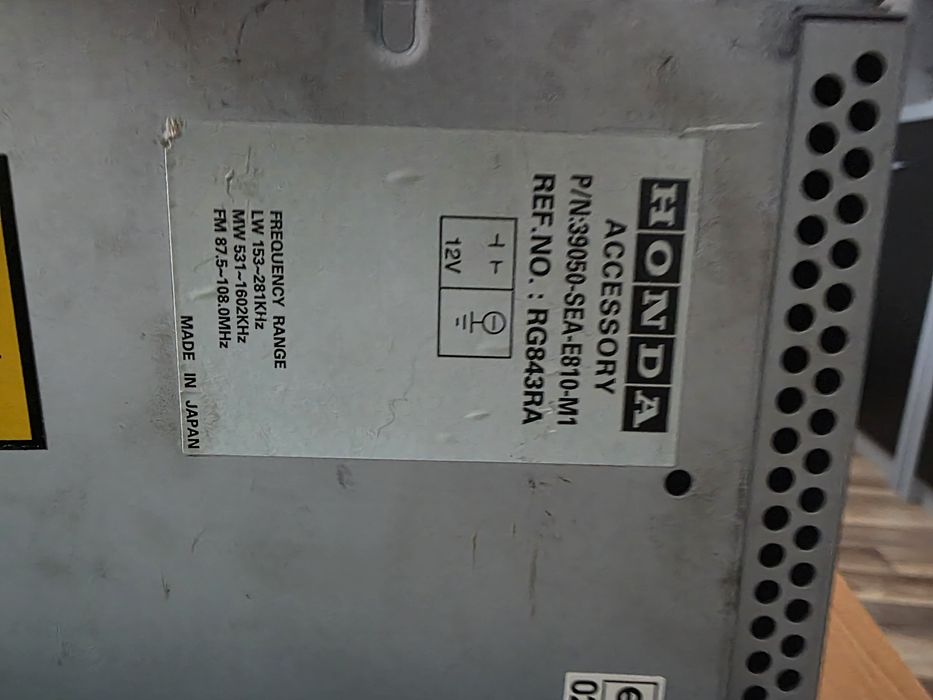 HONDA
ACCESSORY
P/N:39050-SEA-E810-M1
REF.NO. : RG843RA
12V
FREQUENCY RANGE
LW 153~281KHz
MW 531~1602KHz
FM 87.5~108.0MHz
MADE IN JAPAN
e
02